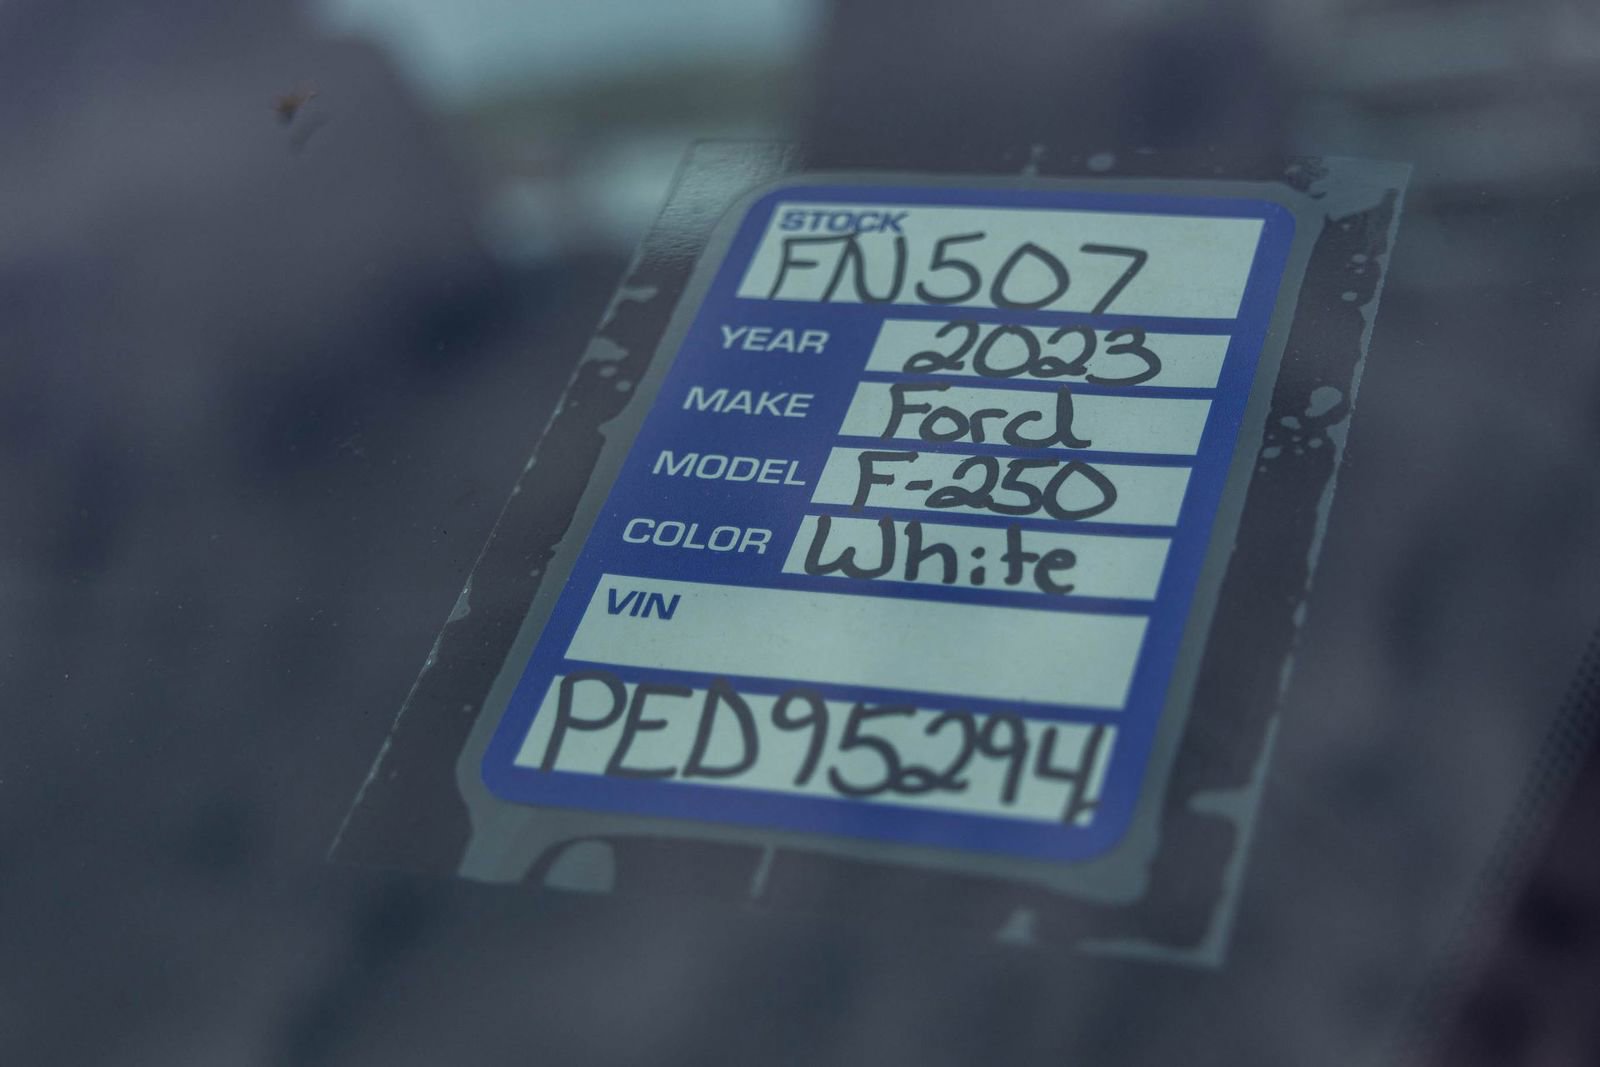 STOCK
FN507
YEAR 2023
MAKE Ford
MODEL F-250
COLOR White
VIN
PED95294